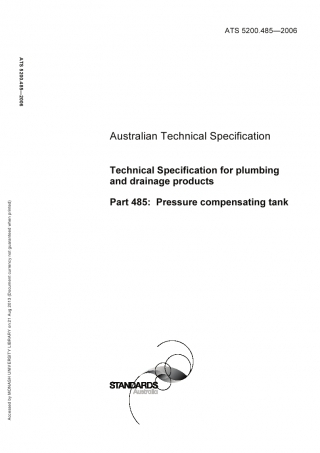 ATS 5200.485—2006
ATS 5200.485—2006
Australian Technical Specification
Technical Specification for plumbing
and drainage products
Part 485: Pressure compensating tank
STANDARDS
Australia
Accessed by MONASH UNIVERSITY LIBRARY on 21 Aug 2013 (Document currency not guaranteed when printed)